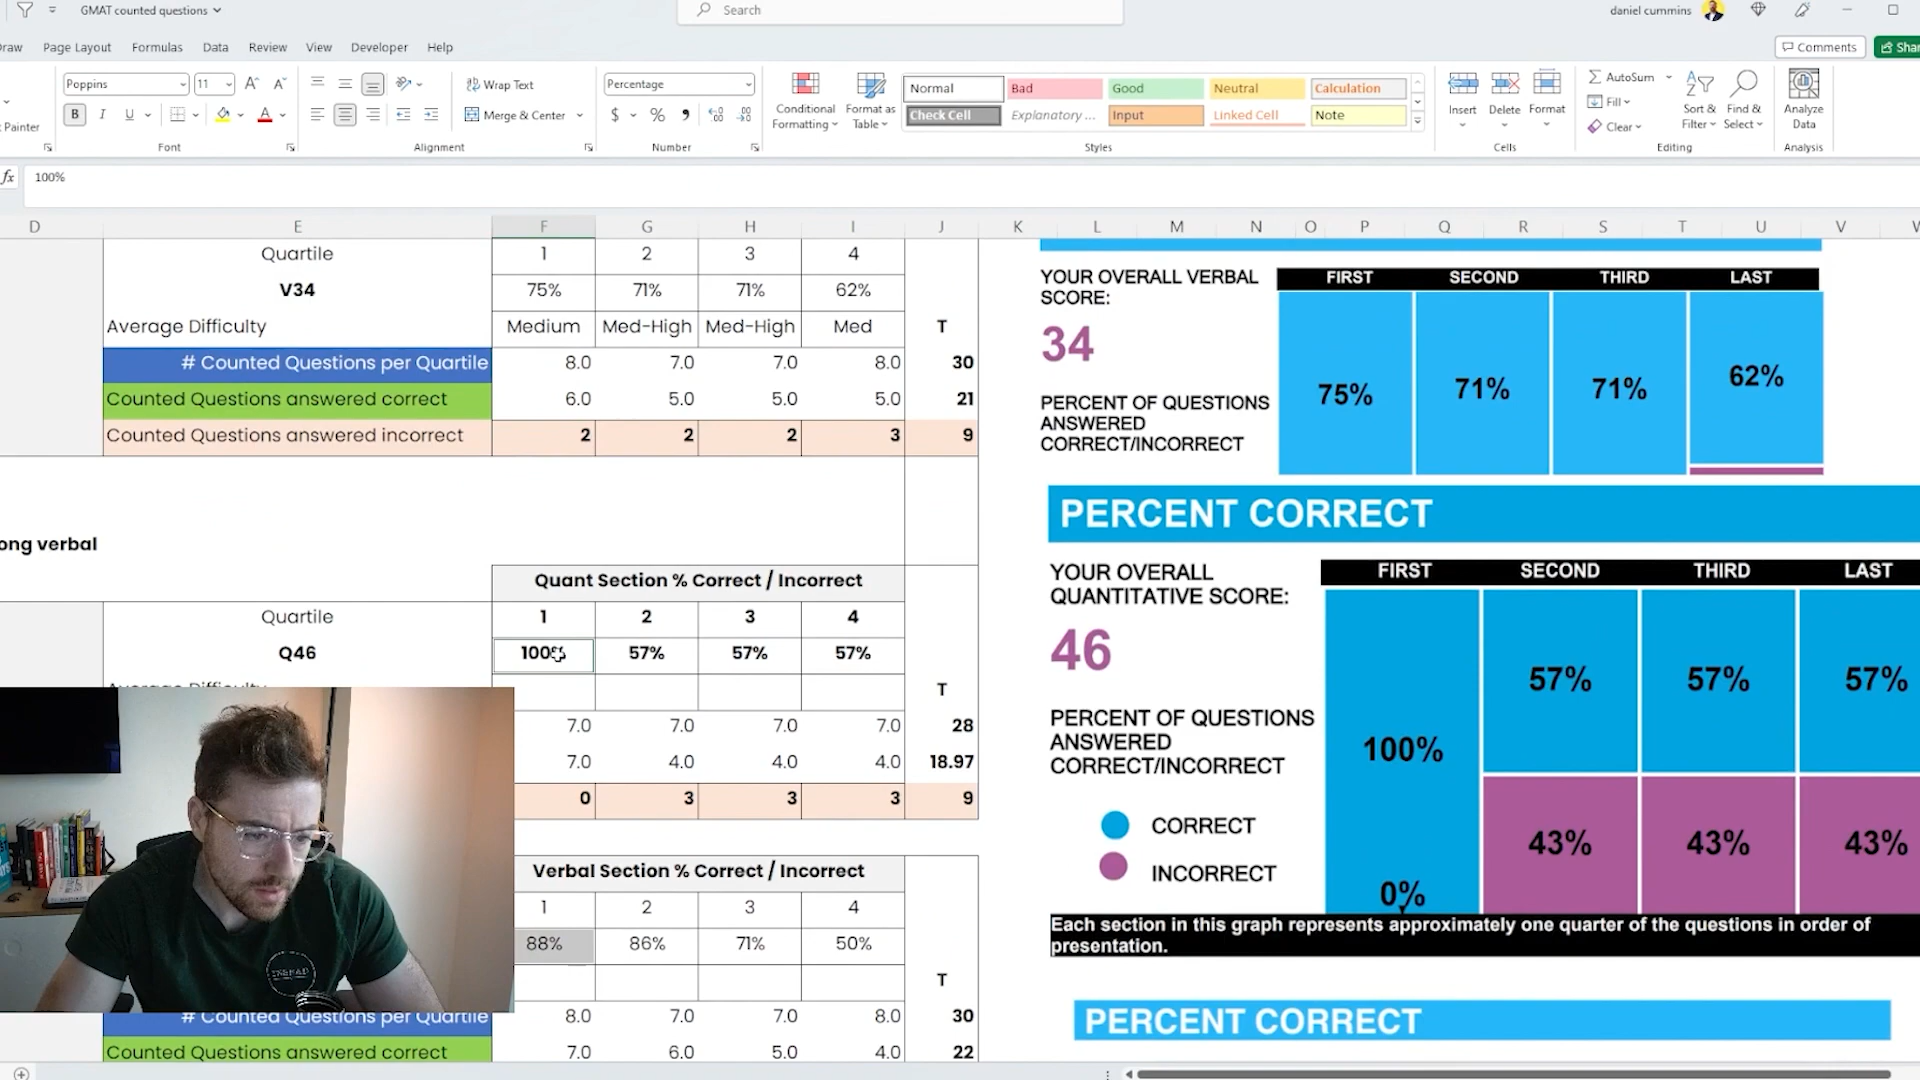 GMAT counted questions
Search
daniel cummins
raw Page Layout Formulas Data Review View Developer Help
Comments Shar
Poppins 11
Wrap Text
Percentage
Conditional Formatting
Format as Table
Normal Bad Good Neutral Calculation
Check Cell Explanatory ... Input Linked Cell Note
Insert Delete Format
AutoSum
Fill
Clear
Sort & Filter
Find & Select
Analyze Data
Painter
B I U
Merge & Center
$ %
Font Alignment Number Styles Cells Editing Analysis
fx 100%
D E F G H I J K L M N O P Q R S T U V W
Quartile 1 2 3 4
V34 75% 71% 71% 62%
Average Difficulty Medium Med-High Med-High Med T
# Counted Questions per Quartile 8.0 7.0 7.0 8.0 30
Counted Questions answered correct 6.0 5.0 5.0 5.0 21
Counted Questions answered incorrect 2 2 2 3 9
ong verbal
Quant Section % Correct / Incorrect
Quartile 1 2 3 4
Q46 100% 57% 57% 57%
Average Difficulty T
7.0 7.0 7.0 7.0 28
7.0 4.0 4.0 4.0 18.97
0 3 3 3 9
Verbal Section % Correct / Incorrect
1 2 3 4
88% 86% 71% 50%
T
# Counted Questions per Quartile 8.0 7.0 7.0 8.0 30
Counted Questions answered correct 7.0 6.0 5.0 4.0 22
YOUR OVERALL VERBAL
SCORE:
34
PERCENT OF QUESTIONS
ANSWERED
CORRECT/INCORRECT
FIRST SECOND THIRD LAST
75% 71% 71% 62%
PERCENT CORRECT
YOUR OVERALL
QUANTITATIVE SCORE:
46
PERCENT OF QUESTIONS
ANSWERED
CORRECT/INCORRECT
CORRECT
INCORRECT
FIRST SECOND THIRD LAST
100% 57% 57% 57%
0% 43% 43% 43%
Each section in this graph represents approximately one quarter of the questions in order of
presentation.
PERCENT CORRECT